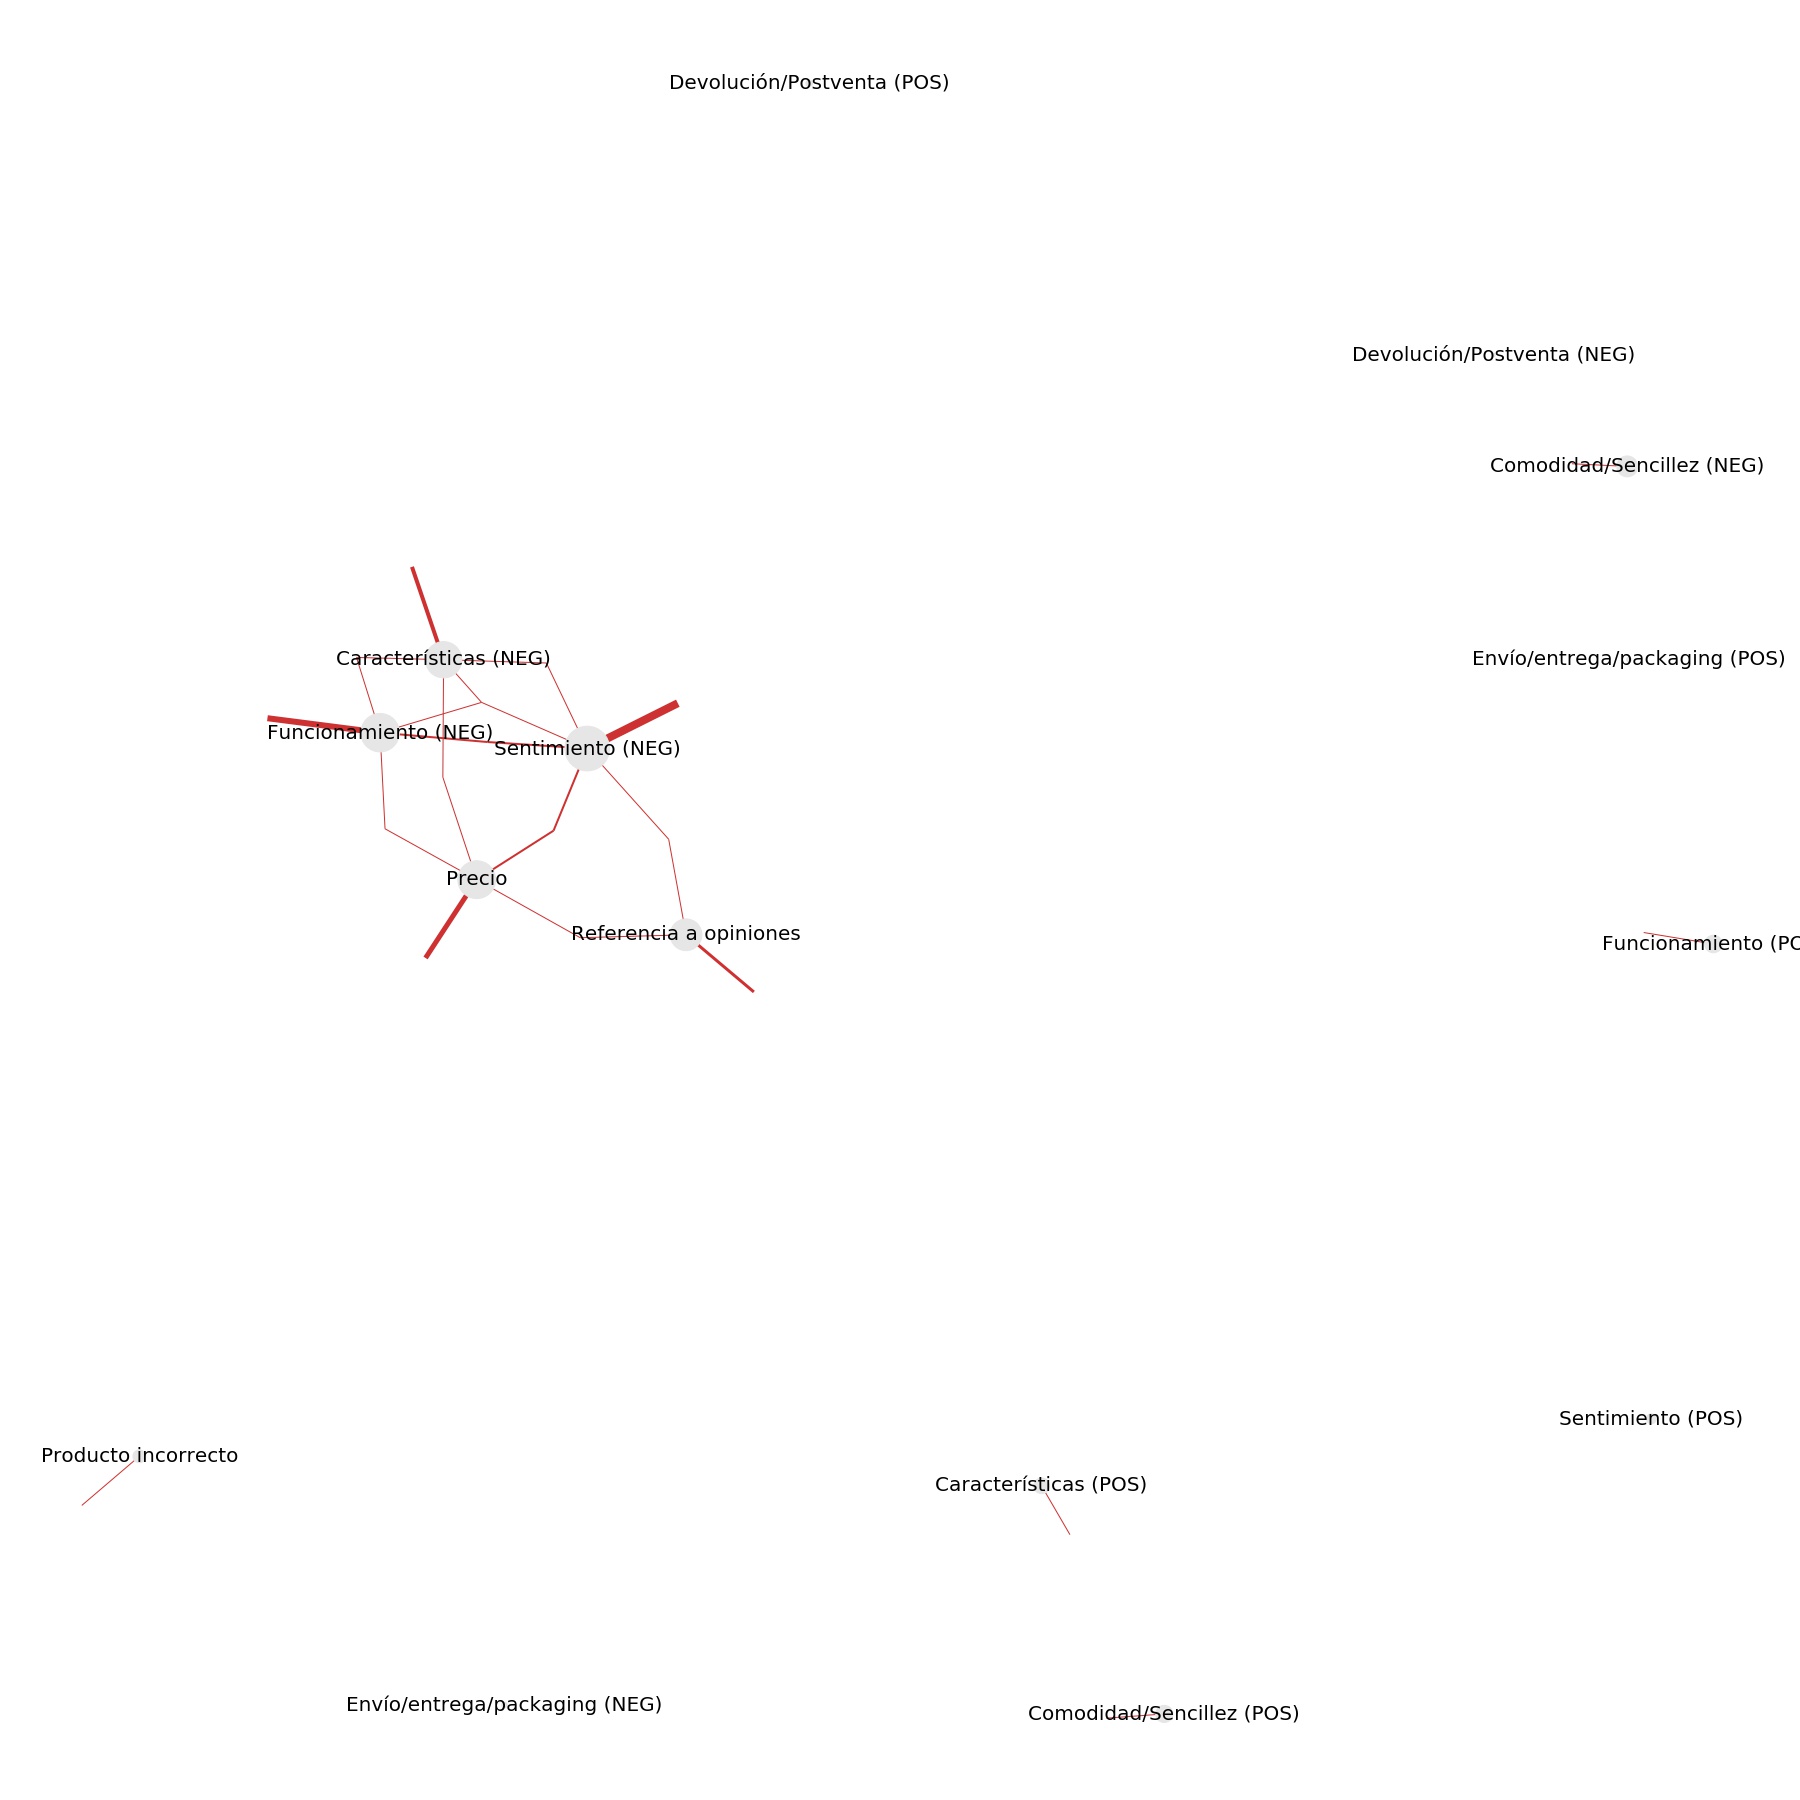 Devolución/Postventa (POS)
Devolución/Postventa (NEG)
Comodidad/Sencillez (NEG)
Características (NEG)
Envío/entrega/packaging (POS)
Funcionamiento (NEG)
Sentimiento (NEG)
Precio
Referencia a opiniones
Funcionamiento (PO
Sentimiento (POS)
Producto incorrecto
Características (POS)
Envío/entrega/packaging (NEG)
Comodidad/Sencillez (POS)